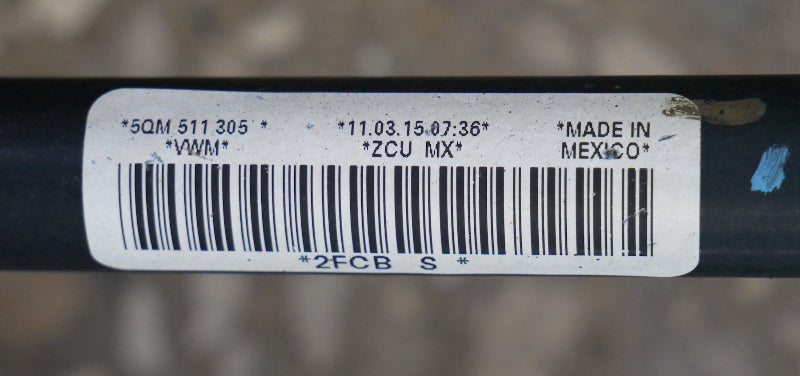 *5QM 511 305 * *11.03.15 07:36* *MADE IN
*VWM* *ZCU MX* MEXICO*
*2FCB S *